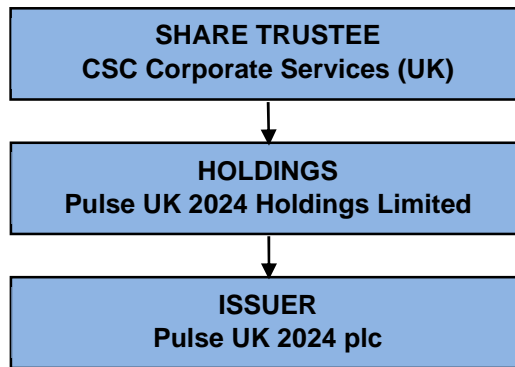 SHARE TRUSTEE
CSC Corporate Services (UK)
HOLDINGS
Pulse UK 2024 Holdings Limited
ISSUER
Pulse UK 2024 plc